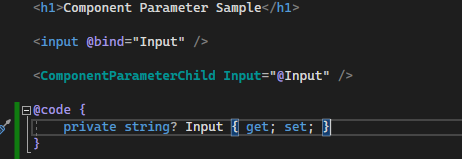 <h1>Component Parameter Sample</h1>
<input @bind="Input" />
<ComponentParameterChild Input="@Input" />
@code {
private string? Input { get; set; }
}